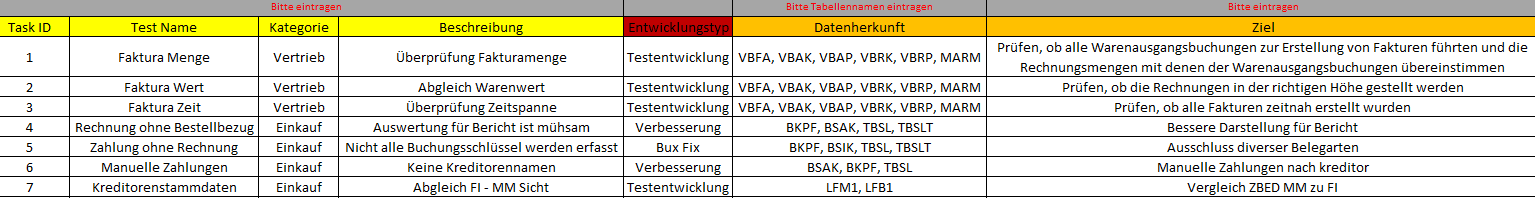 Bitte eintragen Bitte Tabellennamen eintragen Bitte eintragen
Task ID Test Name Kategorie Beschreibung Entwicklungstyp Datenherkunft Ziel
1 Faktura Menge Vertrieb Überprüfung Fakturamenge Testentwicklung VBFA, VBAK, VBAP, VBRK, VBRP, MARM Prüfen, ob alle Warenausgangsbuchungen zur Erstellung von Fakturen führten und die
Rechnungsmengen mit denen der Warenausgangbuchungen übereinstimmen
2 Faktura Wert Vertrieb Abgleich Warenwert Testentwicklung VBFA, VBAK, VBAP, VBRK, VBRP, MARM Prüfen, ob die Rechnungen in der richtigen Höhe gestellt werden
3 Faktura Zeit Vertrieb Überprüfung Zeitspanne Testentwicklung VBFA, VBAK, VBAP, VBRK, VBRP, MARM Prüfen, ob alle Fakturen zeitnah erstellt wurden
4 Rechnung ohne Bestellbezug Einkauf Auswertung für Bericht ist mühsam Verbesserung BKPF, BSAK, TBSL, TBSLT Bessere Darstellung für Bericht
5 Zahlung ohne Rechnung Einkauf Nicht alle Buchungsschlüssel werden erfasst Bux Fix BKPF, BSIK, TBSL, TBSLT Ausschluss diverser Belegarten
6 Manuelle Zahlungen Einkauf Keine Kreditorennamen Verbesserung BSAK, BKPF, TBSL Manuelle Zahlungen nach kreditor
7 Kreditorenstammdaten Einkauf Abgleich FI - MM Sicht Testentwicklung LFM1, LFB1 Vergleich ZBED MM zu FI